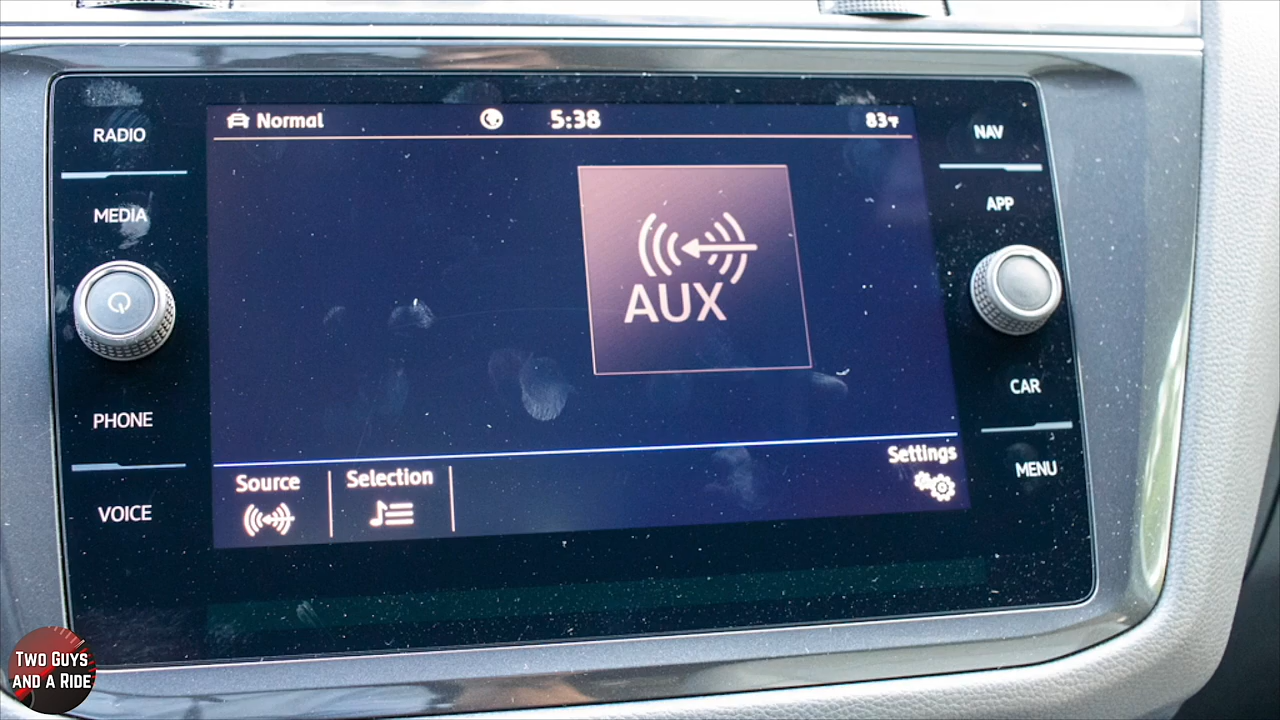 RADIO
MEDIA
PHONE
VOICE
Normal
5:38
83°F
AUX
Source
Selection
Settings
NAV
APP
CAR
MENU
TWO GUYS
AND A RIDE